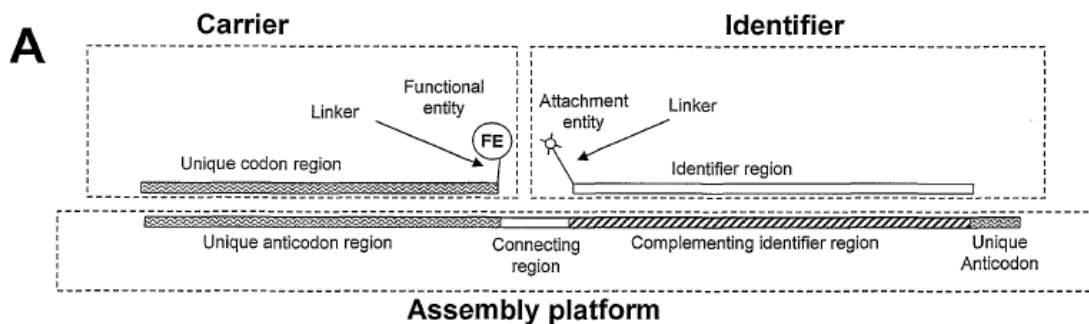 A
Carrier
Identifier
Functional
entity
Linker
FE
Attachment
entity
Linker
Unique codon region
Identifier region
Unique anticodon region
Connecting
region
Complementing identifier region
Unique
Anticodon
Assembly platform